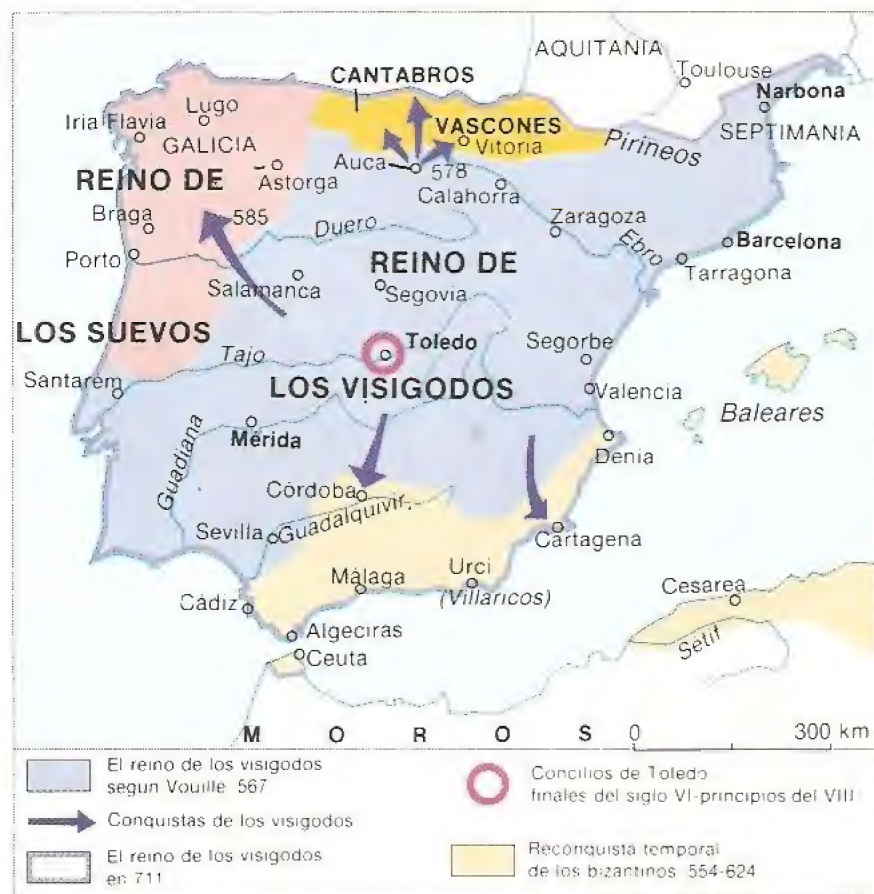 AQUITANIA
Toulouse
CANTABROS
Narbona
Lugo
Iria Flavia
VASCONES
SEPTIMANIA
GALICIA
Vitoria
Pirineos
Auca
578
REINO DE
Astorga
Calahorra
Braga
585
Duero
Zaragoza
Ebro
Barcelona
Porto
REINO DE
Tarragona
Salamanca
Segovia
LOS SUEVOS
Toledo
Segorbe
Tajo
Santarém
LOS VISIGODOS
Valencia
Baleares
Mérida
Denia
Guadiana
Córdoba
Guadalquivir
Sevilla
Cartagena
Málaga
Urci
(Villaricos)
Cesarea
Cádiz
Setif
Algeciras
Ceuta
M O R O S
0 300 km
El reino de los visigodos
segun Vouille 567
Conquistas de los visigodos
El reino de los visigodos
en 711
Concilios de Toledo
finales del siglo VI-principios del VIII
Reconquista temporal
de los bizantinos 554-624